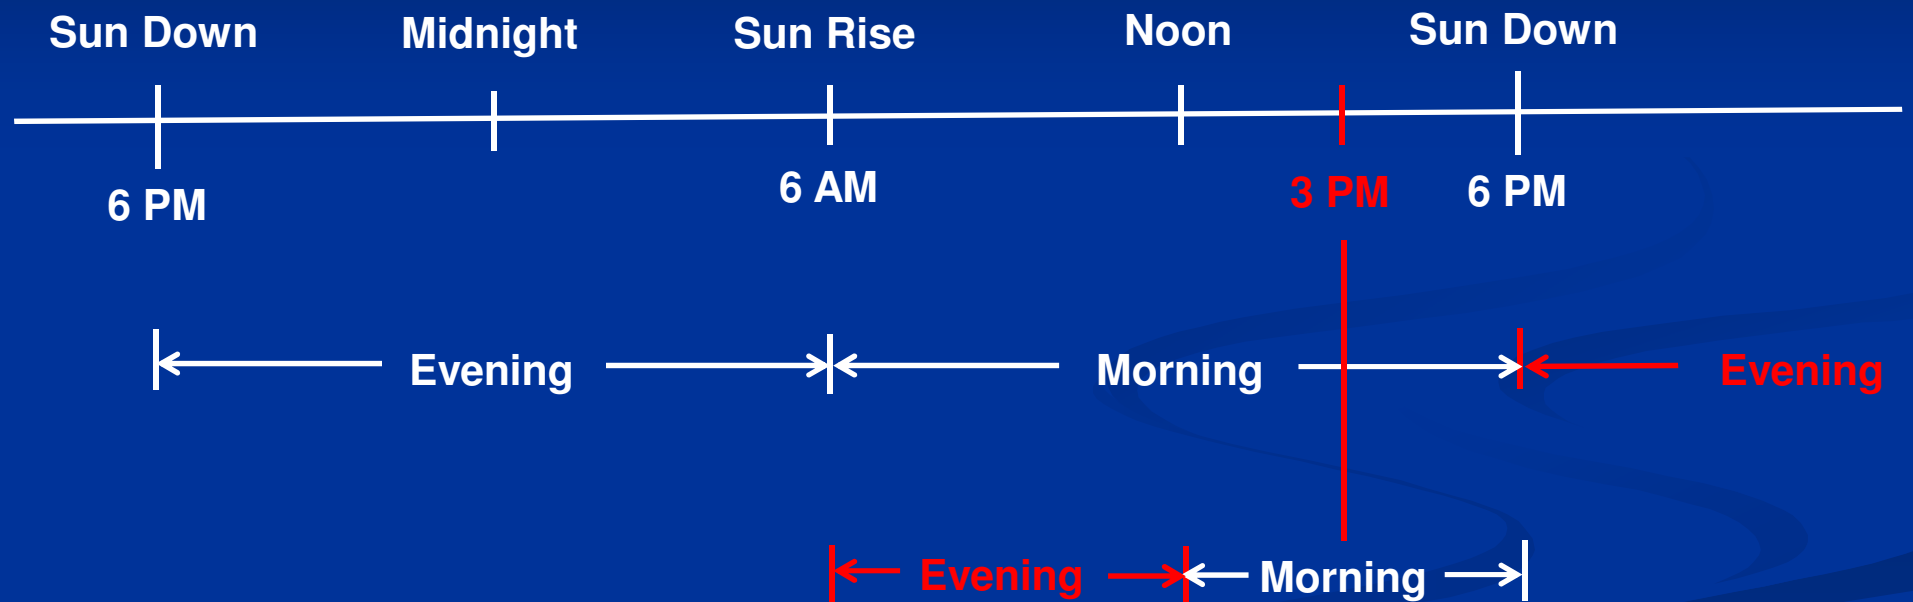 Sun Down Midnight Sun Rise Noon Sun Down
6 PM 6 AM 3 PM 6 PM
Evening Morning Evening
Evening Morning